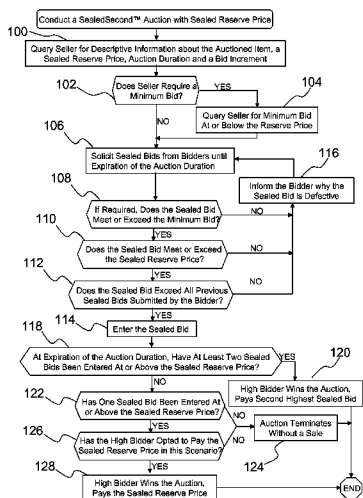 Conduct a SealedSecond™ Auction with Sealed Reserve Price
100
Query Seller for Descriptive Information about the Auctioned Item, a
Sealed Reserve Price, Auction Duration and a Bid Increment
102
Does Seller Require a
Minimum Bid?
YES
104
NO
Query Seller for Minimum Bid
At or Below the Reserve Price
106
Solicit Sealed Bids from Bidders until
Expiration of the Auction Duration
116
Inform the Bidder why the
Sealed Bid is Defective
108
If Required, Does the Sealed Bid
Meet or Exceed the Minimum Bid?
NO
YES
110
Does the Sealed Bid Meet or Exceed
the Sealed Reserve Price?
NO
YES
112
Does the Sealed Bid Exceed All Previous
Sealed Bids Submitted by the Bidder?
NO
YES
114
Enter the Sealed Bid
118
At Expiration of the Auction Duration, Have At Least Two Sealed
Bids Been Entered At or Above the Sealed Reserve Price?
YES
120
NO
High Bidder Wins the Auction,
Pays Second Highest Sealed Bid
122
Has One Sealed Bid Been Entered At
or Above the Sealed Reserve Price?
NO
YES
126
Has the High Bidder Opted to Pay the
Sealed Reserve Price in this Scenario?
NO
Auction Terminates
Without a Sale
124
YES
128
High Bidder Wins the Auction,
Pays the Sealed Reserve Price
END